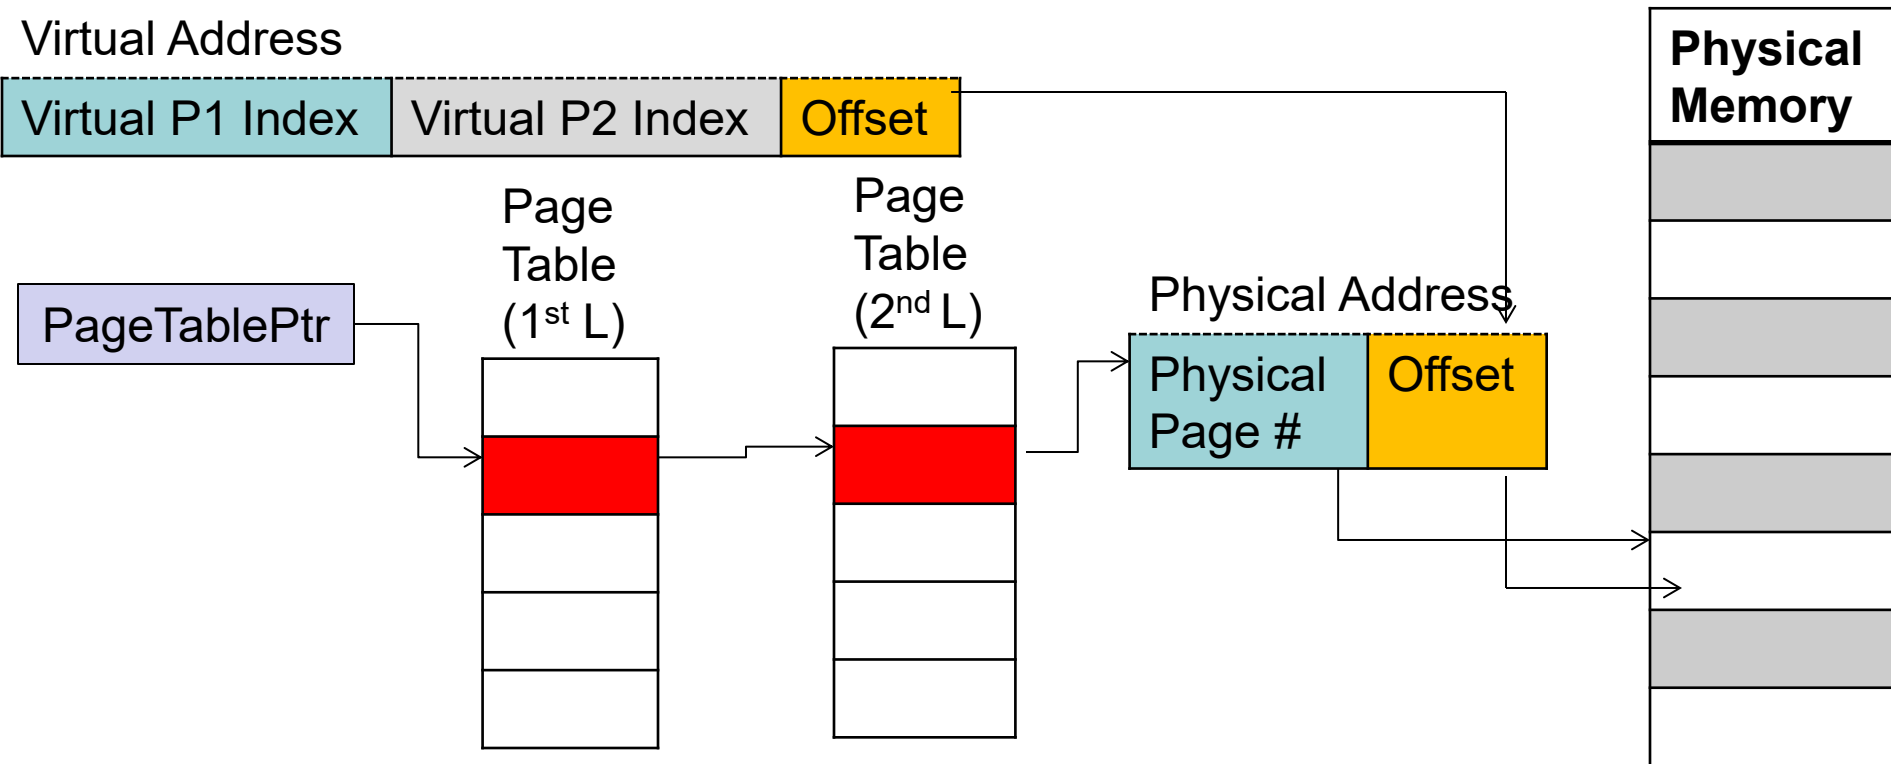 Virtual Address
Virtual P1 Index
Virtual P2 Index
Offset
Physical
Memory
Page
Table
(1st L)
Page
Table
(2nd L)
PageTablePtr
Physical Address
Physical
Page #
Offset